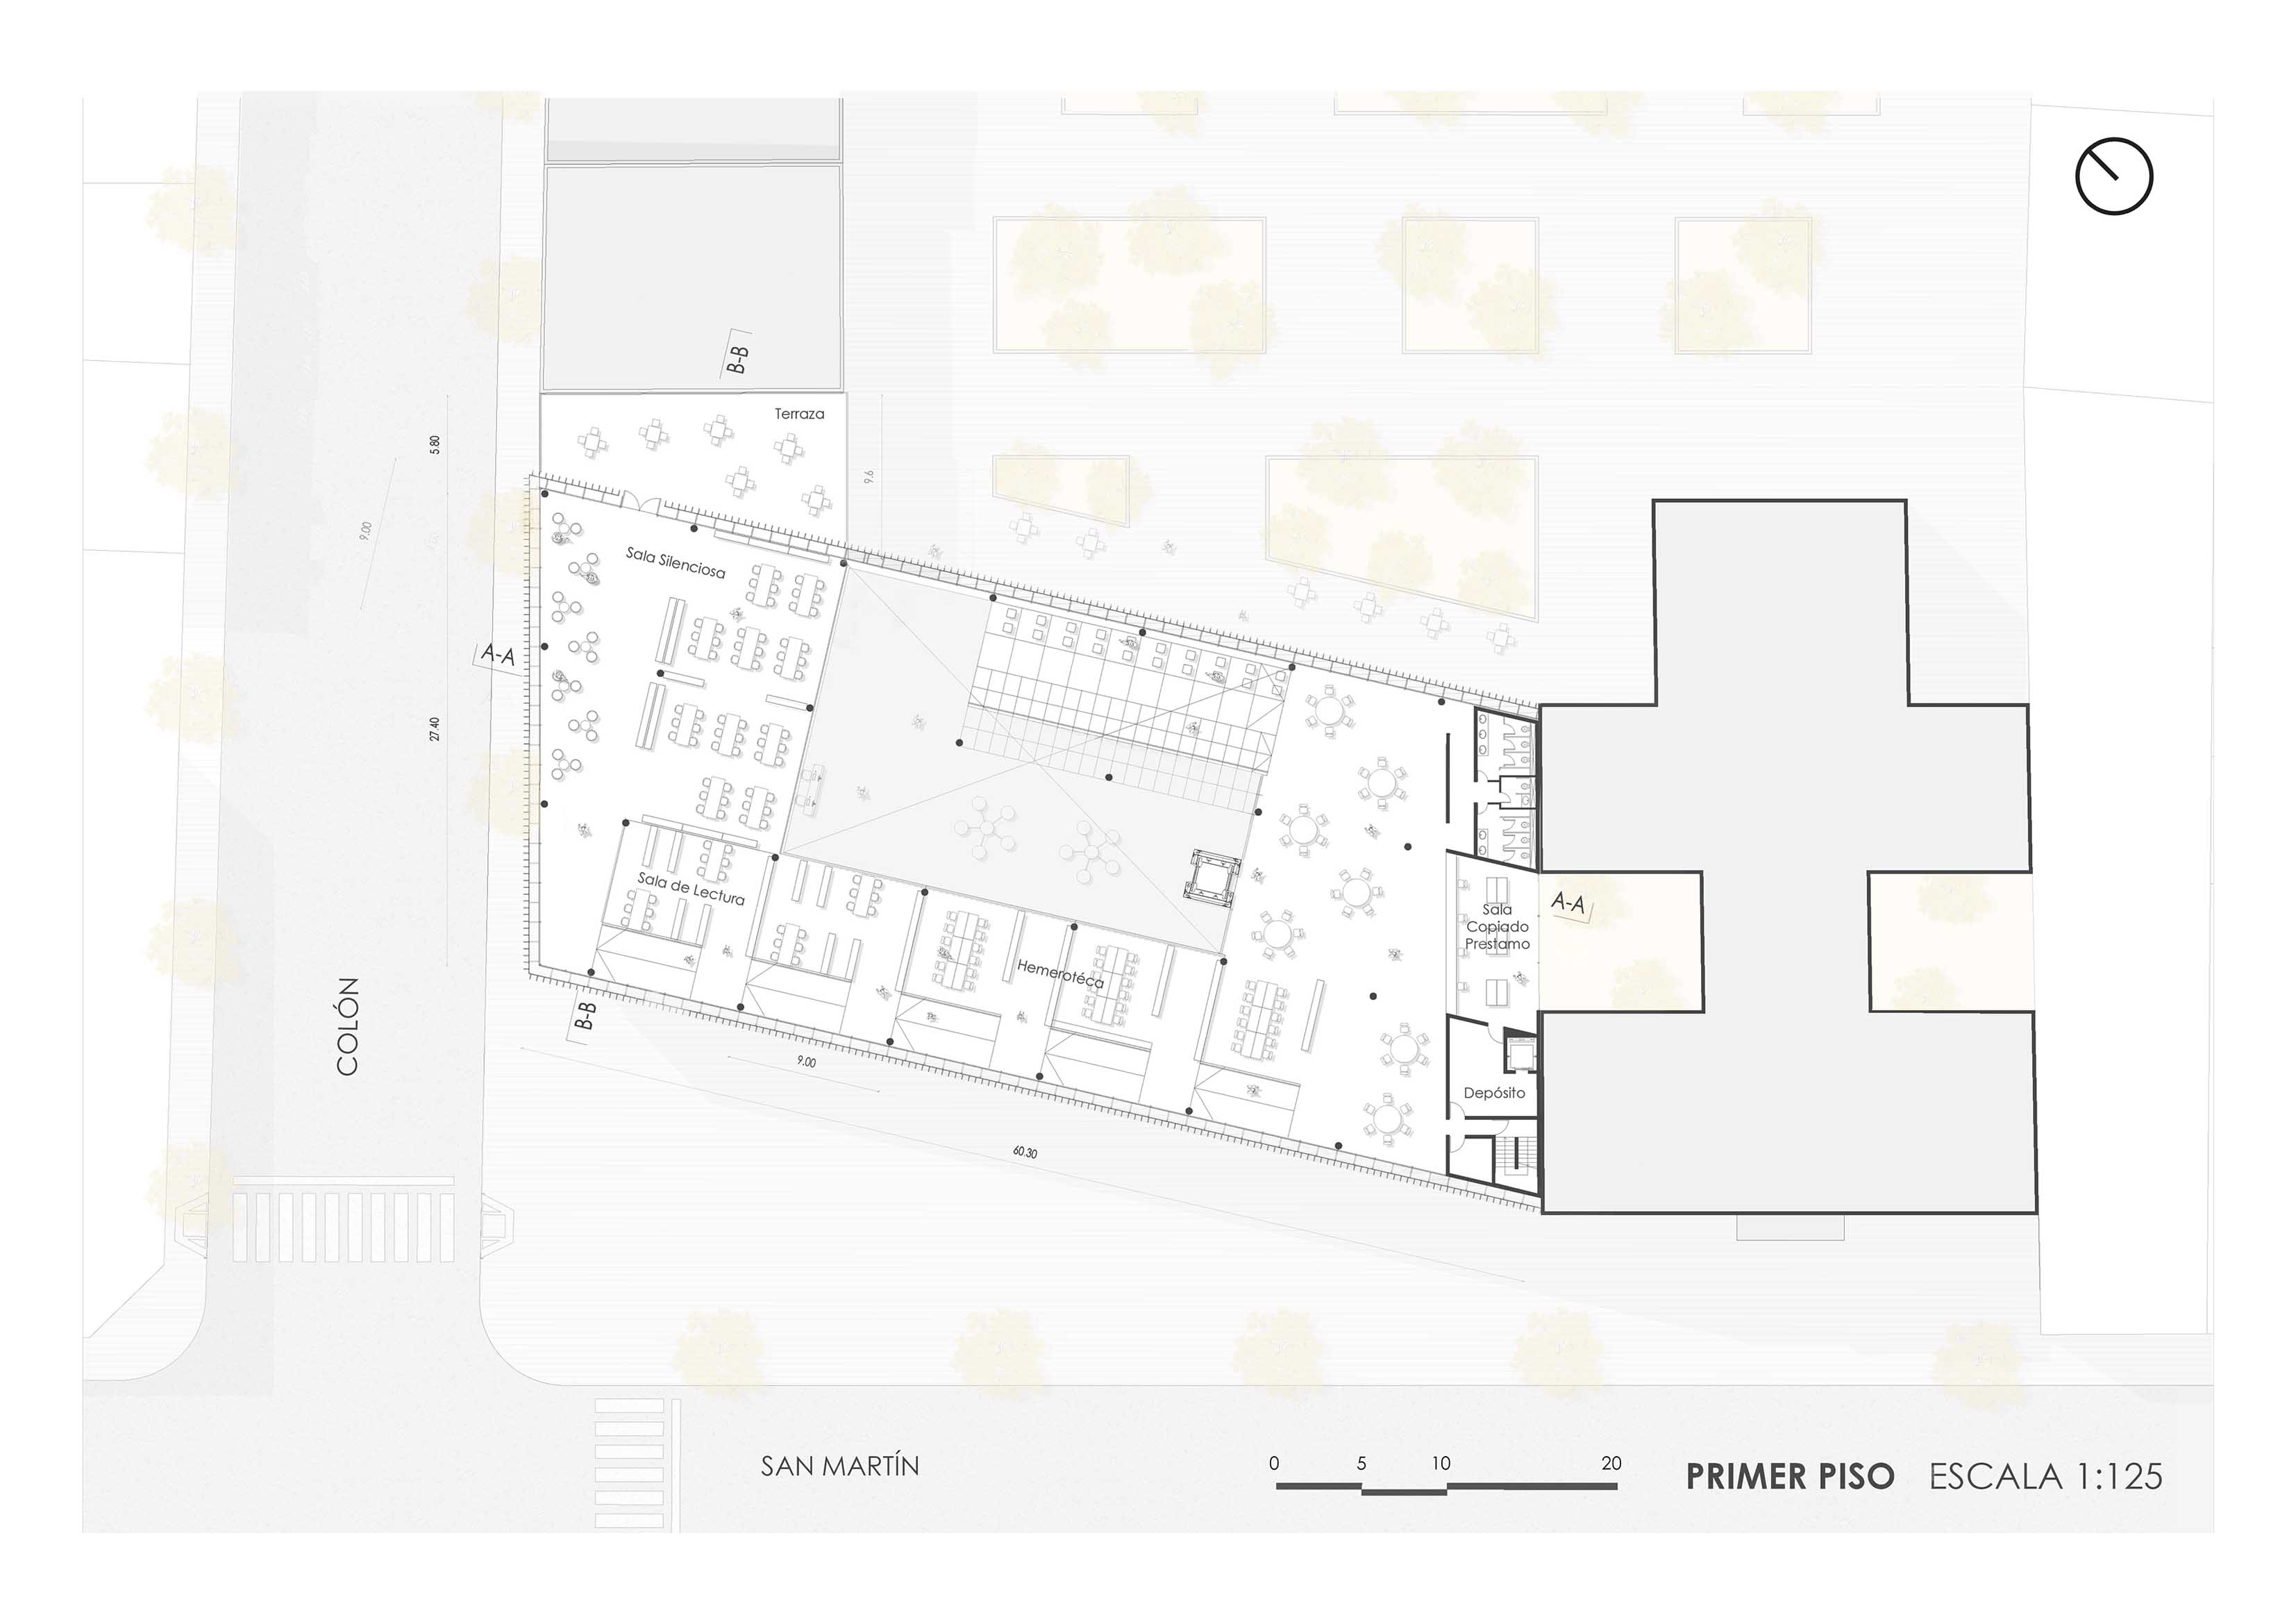 B-B
Terraza
5.80
9.6
9.00
Sala Silenciosa
A-A
27.40
Sala de Lectura
A-A
Sala
Copiado
Prestamo
Hemerotéca
COLÓN
B-B
9.00
Depósito
60.30
SAN MARTÍN
0 5 10 20
PRIMER PISO ESCALA 1:125